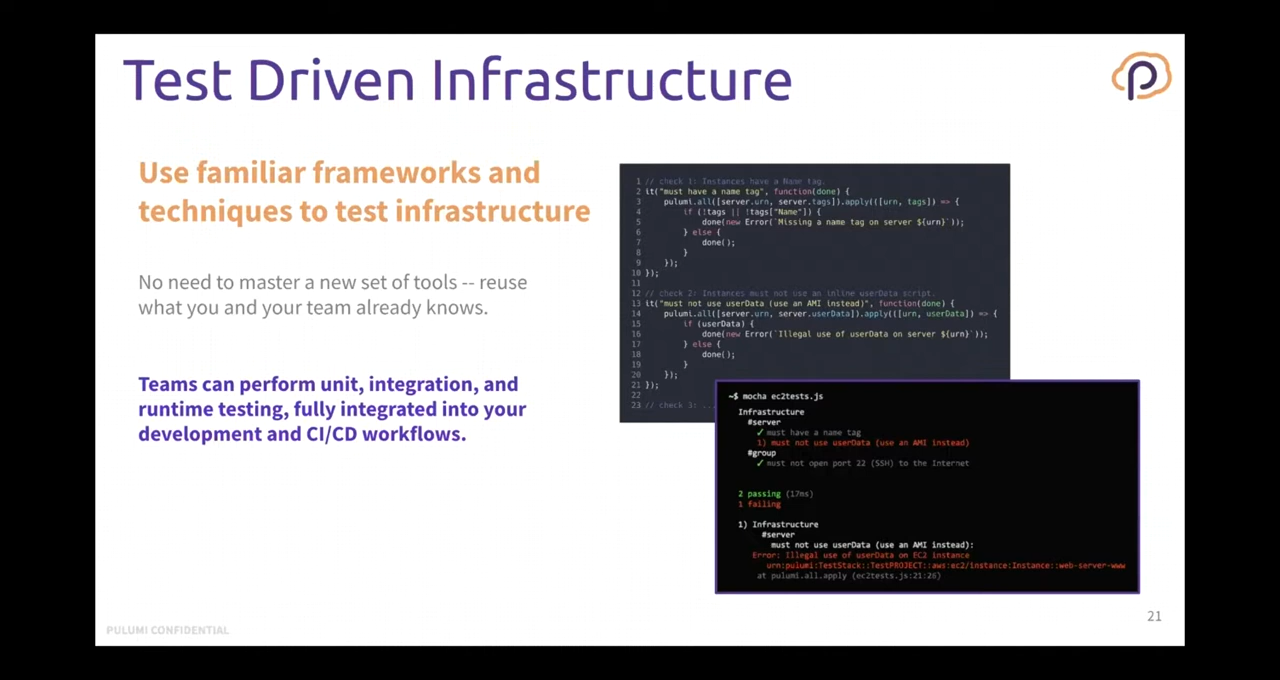 Test Driven Infrastructure
Use familiar frameworks and
techniques to test infrastructure
No need to master a new set of tools -- reuse
what you and your team already knows.
Teams can perform unit, integration, and
runtime testing, fully integrated into your
development and CI/CD workflows.
1 // check 1: Instances have a Name tag.
2 it("must have a name tag", function(done) {
3     pulumi.all([server.urn, server.tags]).apply(([urn, tags]) => {
4         if (!tags || !tags["Name"]) {
5             done(new Error(`Missing a name tag on server ${urn}`));
6         } else {
7             done();
8         }
9     });
10 });
11
12 // check 2: Instances must not use an inline userData script.
13 it("must not use userData (use an AMI instead)", function(done) {
14     pulumi.all([server.urn, server.userData]).apply(([urn, userData]) => {
15         if (userData) {
16             done(new Error(`Illegal use of userData on server ${urn}`));
17         } else {
18             done();
19         }
20     });
21 });
22
23 // check 3: ...
~$ mocha ec2tests.js
Infrastructure
#server
✓ must have a name tag
1) must not use userData (use an AMI instead)
#group
✓ must not open port 22 (SSH) to the Internet
2 passing (17ms)
1 failing
1) Infrastructure
#server
must not use userData (use an AMI instead):
Error: Illegal use of userData on EC2 instance
urn:pulumi:TestStack::TestPROJECT::aws:ec2/instance:Instance::web-server-www
at pulumi.all.apply (ec2tests.js:21:26)
PULUMI CONFIDENTIAL
21